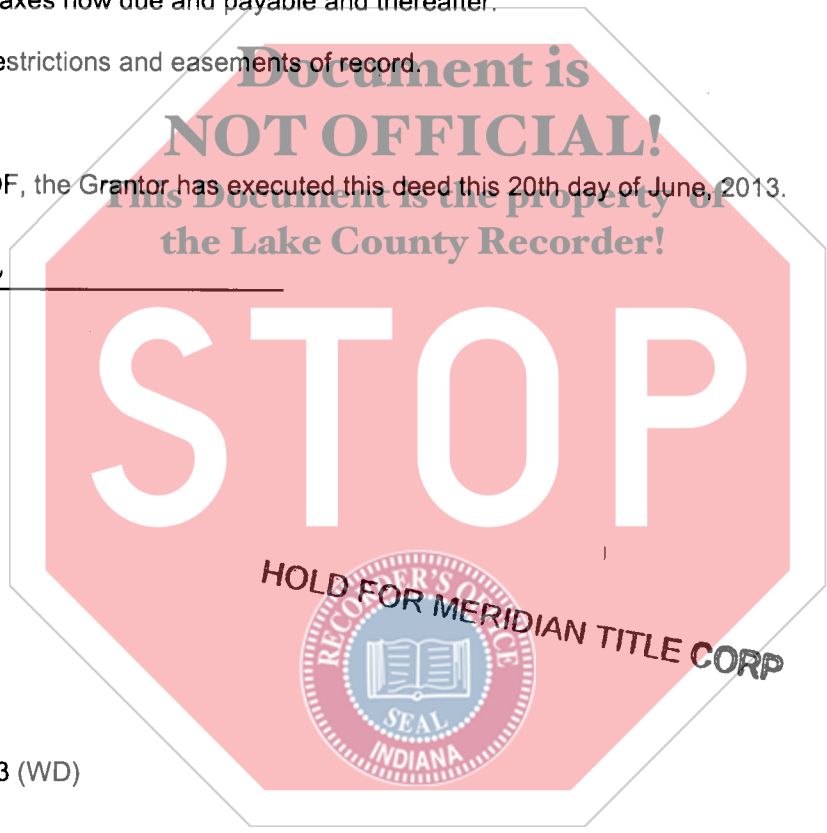 axes now due and payable and thereafter.
estrictions and easements of record.
Document is
NOT OFFICIAL!
OF, the Grantor has executed this deed this 20th day of June, 2013.
This Document is the property of
the Lake County Recorder!
STOP
HOLD FOR MERIDIAN TITLE CORP
RECORDER'S OFFICE
SEAL
INDIANA
3 (WD)